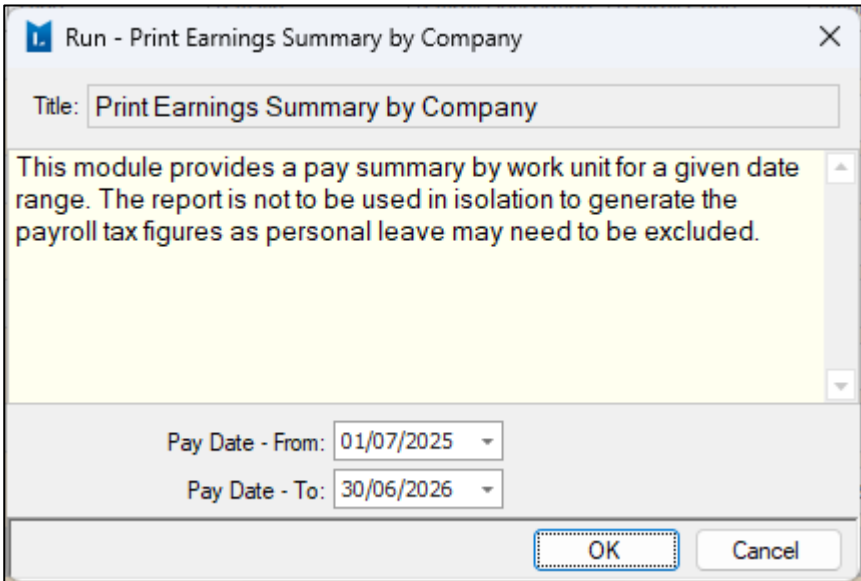 Run - Print Earnings Summary by Company
Title: Print Earnings Summary by Company
This module provides a pay summary by work unit for a given date
range. The report is not to be used in isolation to generate the
payroll tax figures as personal leave may need to be excluded.
Pay Date - From: 01/07/2025
Pay Date - To: 30/06/2026
OK Cancel